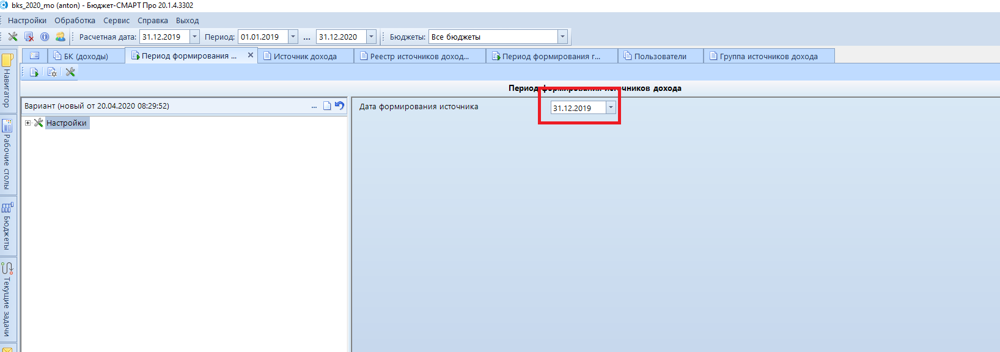 bks_2020_mo (anton) - Бюджет-СМАРТ Про 20.1.4.3302
Настройки Обработка Сервис Справка Выход
Расчетная дата: 31.12.2019 Период: 01.01.2019 ... 31.12.2020 Бюджеты: Все бюджеты
БК (доходы) Период формирования ... Источник дохода Реестр источников доход... Период формирования г... Пользователи Группа источников дохода
Период формирования источников дохода
Вариант (новый от 20.04.2020 08:29:52) ...
Настройки
Дата формирования источника 31.12.2019
Навигатор
Рабочие столы
Бюджеты
Текущие задачи